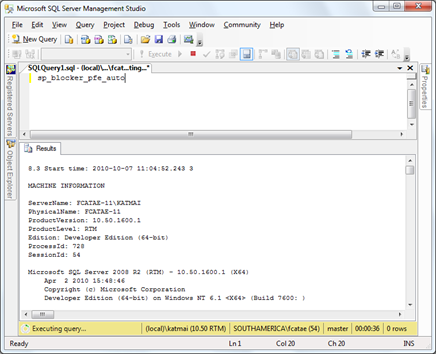 Microsoft SQL Server Management Studio
File Edit View Query Project Debug Tools Window Community Help
New Query
Execute
SQLQuery1.sql - (local)\...\fcat...ting...*
Registered Servers
Object Explorer
Properties
sp_blocker_pfe_auto
Results
8.3 Start time: 2010-10-07 11:04:52.243 3
MACHINE INFORMATION
ServerName: FCATAE-11\KATMAI
PhysicalName: FCATAE-11
ProductVersion: 10.50.1600.1
ProductLevel: RTM
Edition: Developer Edition (64-bit)
ProcessId: 728
SessionId: 54
Microsoft SQL Server 2008 R2 (RTM) - 10.50.1600.1 (X64)
Apr 2 2010 15:48:46
Copyright (c) Microsoft Corporation
Developer Edition (64-bit) on Windows NT 6.1 <X64> (Build 7600: )
Executing query... (local)\katmai (10.50 RTM) SOUTHAMERICA\fcatae (54) master 00:00:36 0 rows
Ready Ln 1 Col 20 Ch 20 INS